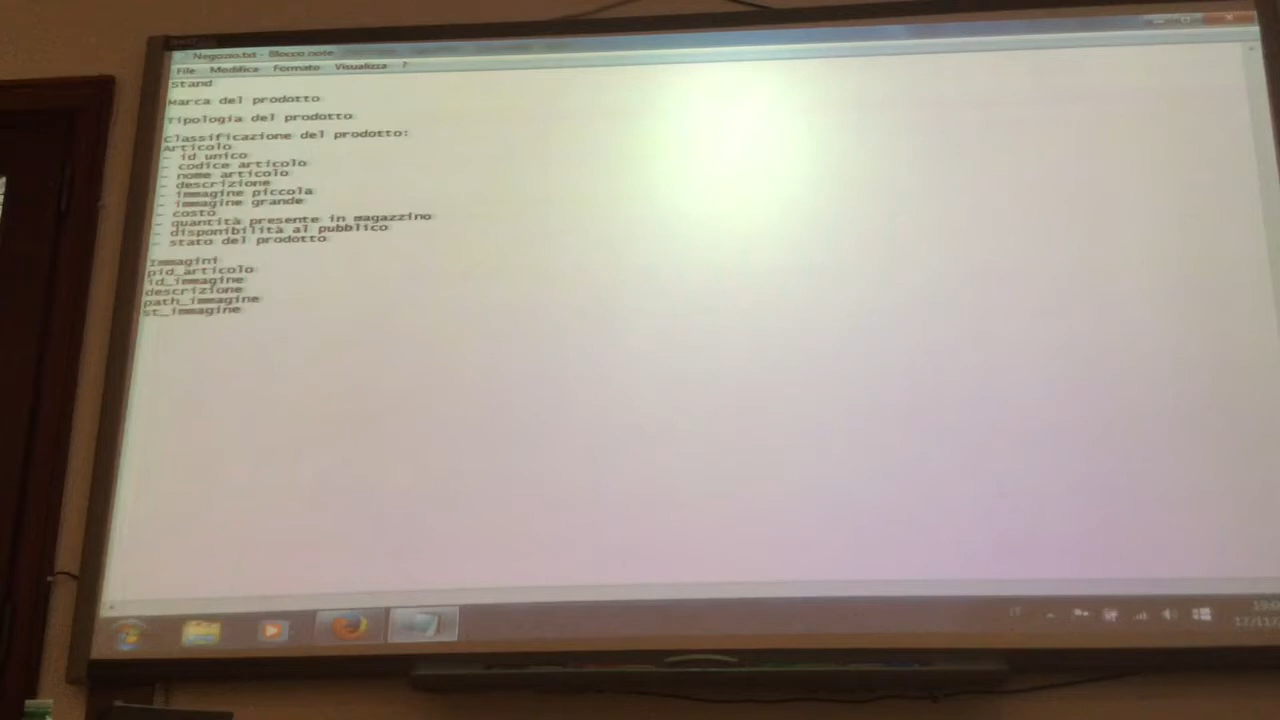 Negozio.txt - Blocco note
File Modifica Formato Visualizza ?
Stand
Marca del prodotto
Tipologia del prodotto
Classificazione del prodotto:
Articolo
- id unico
- codice articolo
- nome articolo
- descrizione
- immagine piccola
- immagine grande
- costo
- quantità presente in magazzino
- disponibilità al pubblico
- stato del prodotto
Immagini
pid_articolo
id_immagine
descrizione
path_immagine
st_immagine
IT